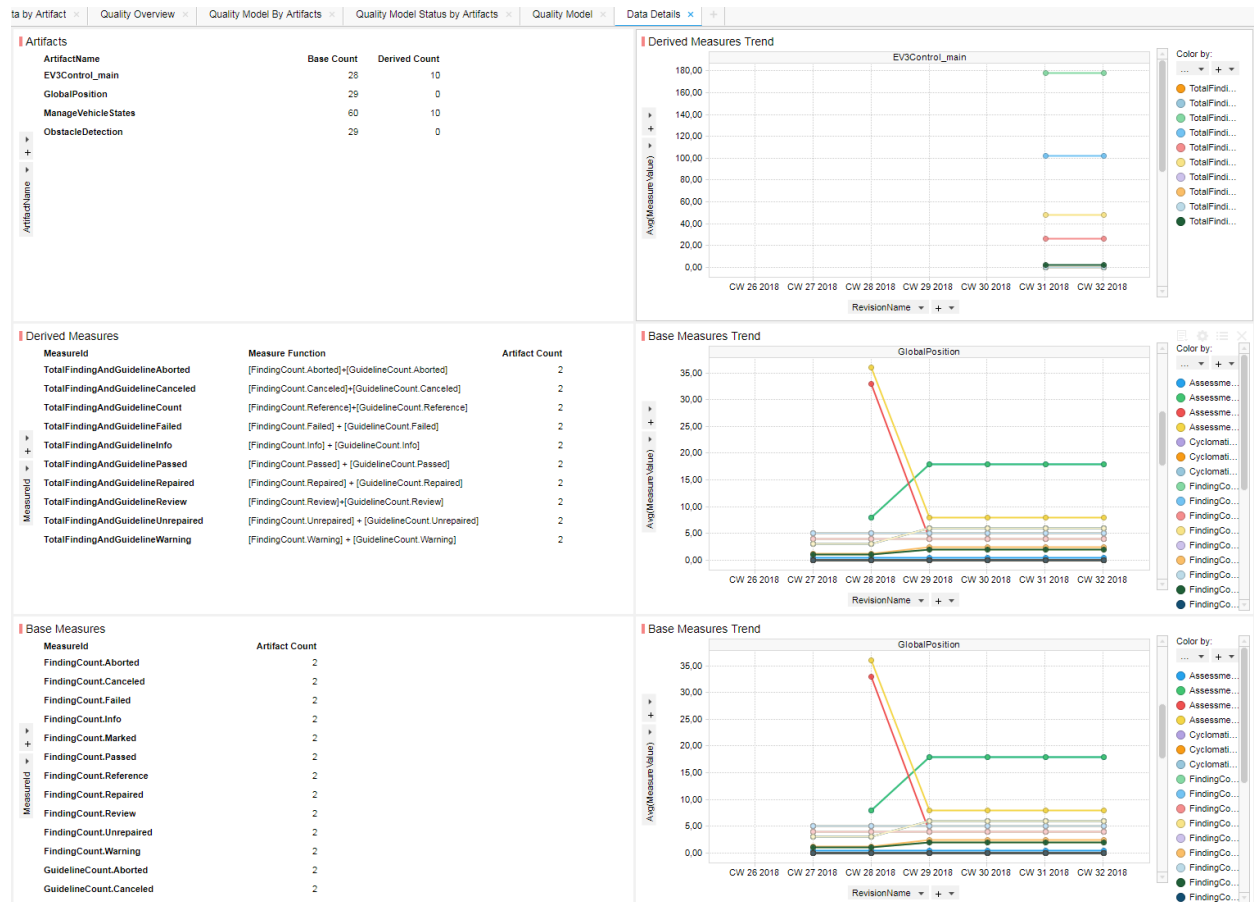 ta by Artifact × Quality Overview × Quality Model By Artifacts × Quality Model Status by Artifacts × Quality Model × Data Details × +
Artifacts
ArtifactName Base Count Derived Count
EV3Control_main 28 10
GlobalPosition 29 0
ManageVehicleStates 60 10
ObstacleDetection 29 0
+
ArtifactName
Derived Measures Trend
EV3Control_main
180,00
160,00
140,00
120,00
100,00
80,00
60,00
40,00
20,00
0,00
+
Avg(MeasureValue)
CW 26 2018 CW 27 2018 CW 28 2018 CW 29 2018 CW 30 2018 CW 31 2018 CW 32 2018
RevisionName +
Color by:
... +
TotalFindi...
TotalFindi...
TotalFindi...
TotalFindi...
TotalFindi...
TotalFindi...
TotalFindi...
TotalFindi...
TotalFindi...
TotalFindi...
Derived Measures
MeasureId Measure Function Artifact Count
TotalFindingAndGuidelineAborted [FindingCount.Aborted]+[GuidelineCount.Aborted] 2
TotalFindingAndGuidelineCanceled [FindingCount.Canceled]+[GuidelineCount.Canceled] 2
TotalFindingAndGuidelineCount [FindingCount.Reference]+[GuidelineCount.Reference] 2
TotalFindingAndGuidelineFailed [FindingCount.Failed] + [GuidelineCount.Failed] 2
TotalFindingAndGuidelineInfo [FindingCount.Info] + [GuidelineCount.Info] 2
TotalFindingAndGuidelinePassed [FindingCount.Passed] + [GuidelineCount.Passed] 2
TotalFindingAndGuidelineRepaired [FindingCount.Repaired] + [GuidelineCount.Repaired] 2
TotalFindingAndGuidelineReview [FindingCount.Review]+[GuidelineCount.Review] 2
TotalFindingAndGuidelineUnrepaired [FindingCount.Unrepaired] + [GuidelineCount.Unrepaired] 2
TotalFindingAndGuidelineWarning [FindingCount.Warning] + [GuidelineCount.Warning] 2
+
MeasureId
Base Measures Trend
GlobalPosition
35,00
30,00
25,00
20,00
15,00
10,00
5,00
0,00
+
Avg(MeasureValue)
CW 26 2018 CW 27 2018 CW 28 2018 CW 29 2018 CW 30 2018 CW 31 2018 CW 32 2018
RevisionName +
Color by:
... +
Assessme...
Assessme...
Assessme...
Assessme...
Cyclomati...
Cyclomati...
Cyclomati...
FindingCo...
FindingCo...
FindingCo...
FindingCo...
FindingCo...
FindingCo...
FindingCo...
FindingCo...
FindingCo...
Base Measures
MeasureId Artifact Count
FindingCount.Aborted 2
FindingCount.Canceled 2
FindingCount.Failed 2
FindingCount.Info 2
FindingCount.Marked 2
FindingCount.Passed 2
FindingCount.Reference 2
FindingCount.Repaired 2
FindingCount.Review 2
FindingCount.Unrepaired 2
FindingCount.Warning 2
GuidelineCount.Aborted 2
GuidelineCount.Canceled 2
+
MeasureId
Base Measures Trend
GlobalPosition
35,00
30,00
25,00
20,00
15,00
10,00
5,00
0,00
+
Avg(MeasureValue)
CW 26 2018 CW 27 2018 CW 28 2018 CW 29 2018 CW 30 2018 CW 31 2018 CW 32 2018
RevisionName +
Color by:
... +
Assessme...
Assessme...
Assessme...
Assessme...
Cyclomati...
Cyclomati...
Cyclomati...
FindingCo...
FindingCo...
FindingCo...
FindingCo...
FindingCo...
FindingCo...
FindingCo...
FindingCo...
FindingCo...